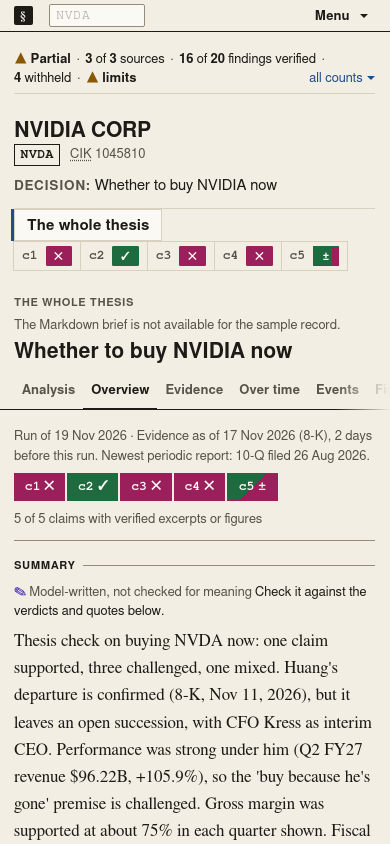 § NVDA Menu
Partial · 3 of 3 sources · 16 of 20 findings verified ·
4 withheld · limits all counts
NVIDIA CORP
NVDA CIK 1045810
DECISION: Whether to buy NVIDIA now
The whole thesis
c1 × c2 ✓ c3 × c4 × c5 ±
THE WHOLE THESIS
The Markdown brief is not available for the sample record.
Whether to buy NVIDIA now
Analysis Overview Evidence Over time Events Fi
Run of 19 Nov 2026 · Evidence as of 17 Nov 2026 (8-K), 2 days
before this run. Newest periodic report: 10-Q filed 26 Aug 2026.
c1 × c2 ✓ c3 × c4 × c5 ±
5 of 5 claims with verified excerpts or figures
SUMMARY
✎ Model-written, not checked for meaning Check it against the
verdicts and quotes below.
Thesis check on buying NVDA now: one claim
supported, three challenged, one mixed. Huang's
departure is confirmed (8-K, Nov 11, 2026), but it
leaves an open succession, with CFO Kress as interim
CEO. Performance was strong under him (Q2 FY27
revenue $96.22B, +105.9%), so the 'buy because he's
gone' premise is challenged. Gross margin was
supported at about 75% in each quarter shown. Fiscal